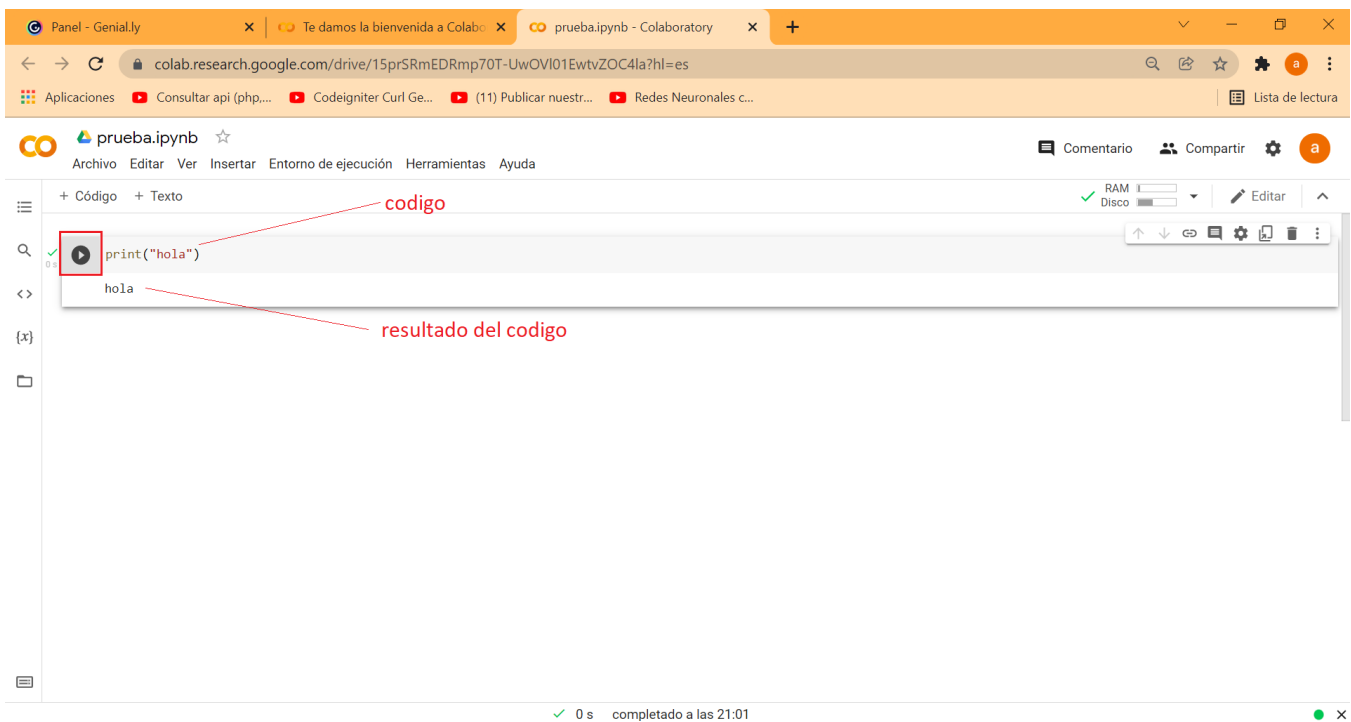 Panel - Genial.ly
Te damos la bienvenida a Colabo
prueba.ipynb - Colaboratory
colab.research.google.com/drive/15prSRmEDRmp70T-UwOVl01EwtvZOC4la?hl=es
a
Aplicaciones
Consultar api (php,...
Codeigniter Curl Ge...
(11) Publicar nuestr...
Redes Neuronales c...
Lista de lectura
prueba.ipynb
Comentario
Compartir
a
Archivo Editar Ver Insertar Entorno de ejecución Herramientas Ayuda
+ Código + Texto
RAM
Disco
Editar
codigo
print("hola")
0 s
hola
resultado del codigo
{x}
0 s completado a las 21:01